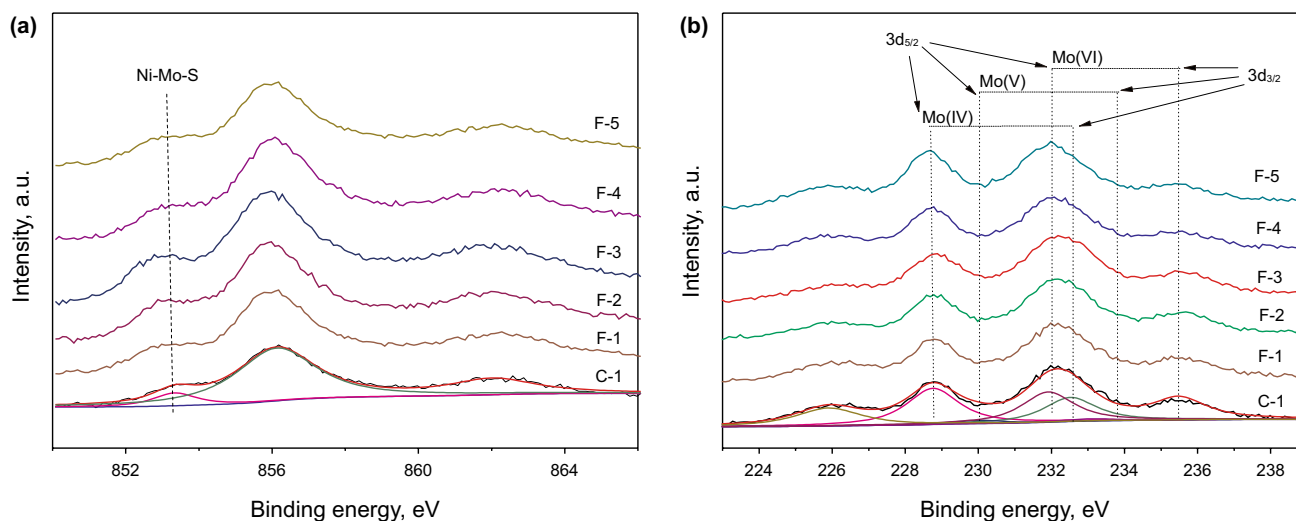 (a)
Ni-Mo-S
F-5
F-4
F-3
F-2
F-1
C-1
Intensity, a.u.
852 856 860 864
Binding energy, eV
(b)
3d5/2
Mo(VI)
Mo(V)
3d3/2
Mo(IV)
F-5
F-4
F-3
F-2
F-1
C-1
Intensity, a.u.
224 226 228 230 232 234 236 238
Binding energy, eV